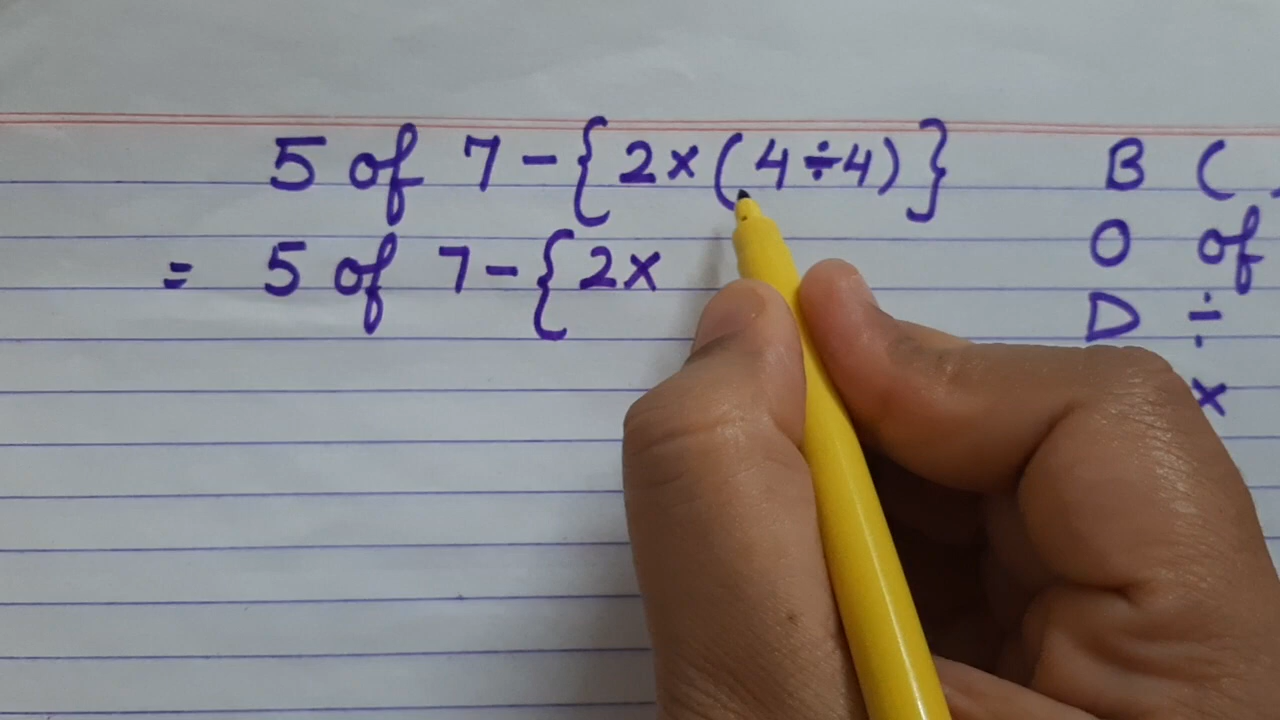 5 of 7 - { 2 × ( 4 ÷ 4 ) }
= 5 of 7 - { 2 ×
B (
O of
D ÷
×